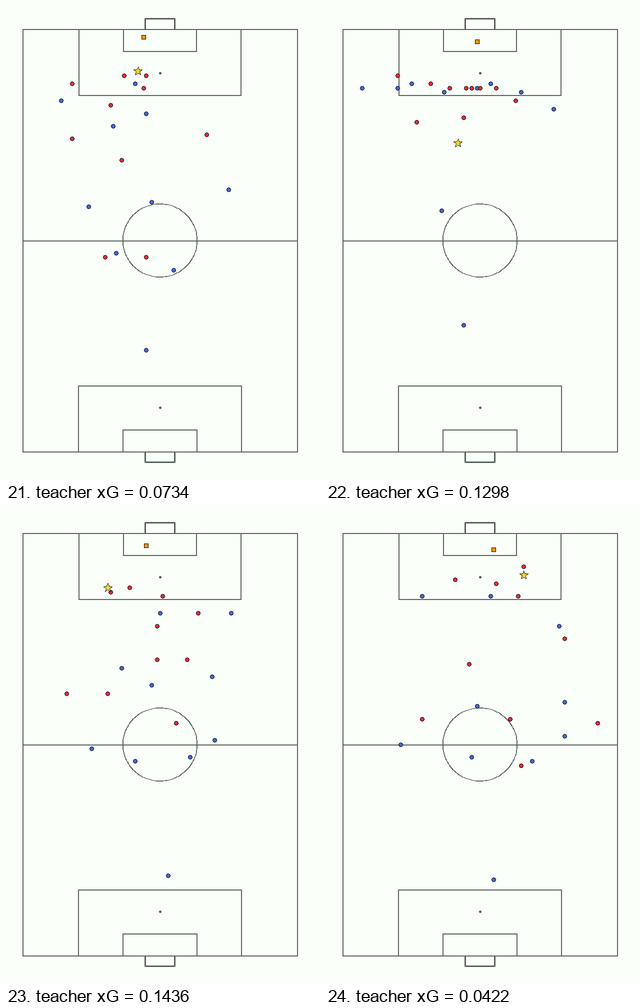 21. teacher xG = 0.0734
22. teacher xG = 0.1298
23. teacher xG = 0.1436
24. teacher xG = 0.0422